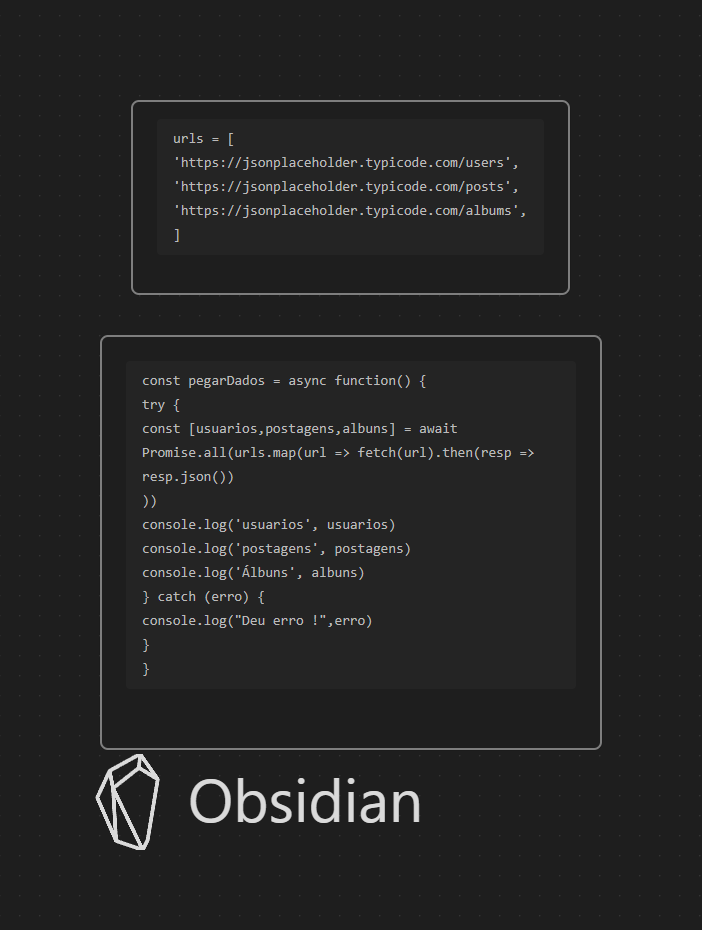 urls = [
'https://jsonplaceholder.typicode.com/users',
'https://jsonplaceholder.typicode.com/posts',
'https://jsonplaceholder.typicode.com/albums',
]
const pegarDados = async function() {
try {
const [usuarios,postagens,albuns] = await
Promise.all(urls.map(url => fetch(url).then(resp =>
resp.json())
))
console.log('usuarios', usuarios)
console.log('postagens', postagens)
console.log('Álbuns', albuns)
} catch (erro) {
console.log("Deu erro !",erro)
}
}
Obsidian